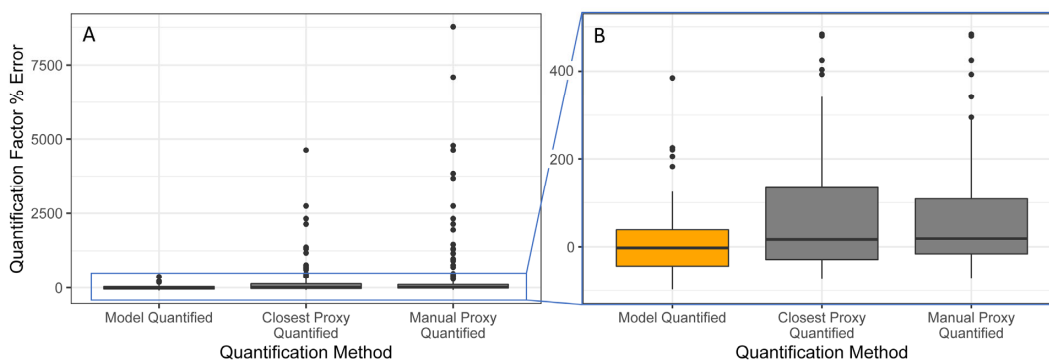 Quantification Factor % Error
A
7500
5000
2500
0
Model Quantified
Closest Proxy
Quantified
Manual Proxy
Quantified
Quantification Method
B
400
200
0
Model Quantified
Closest Proxy
Quantified
Manual Proxy
Quantified
Quantification Method